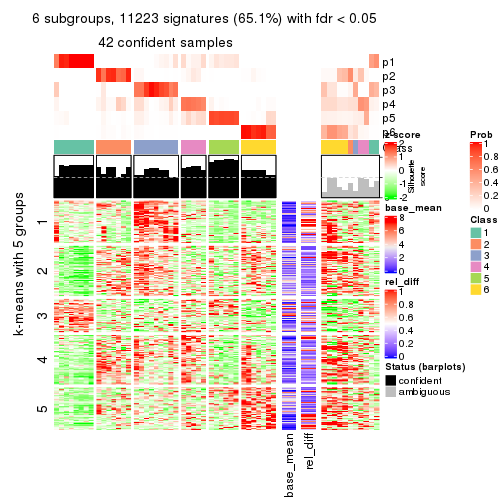 6 subgroups, 11223 signatures (65.1%) with fdr < 0.05
42 confident samples
p1
p2
p3
p4
p5
p6
Class
Silhouette
score
k-means with 5 groups
1
2
3
4
5
base_mean
rel_diff
z-score
2
1
0
-1
-2
base_mean
8
6
4
2
0
rel_diff
1
0.8
0.6
0.4
0.2
0
Status (barplots)
confident
ambiguous
Prob
1
0.8
0.6
0.4
0.2
0
Class
1
2
3
4
5
6